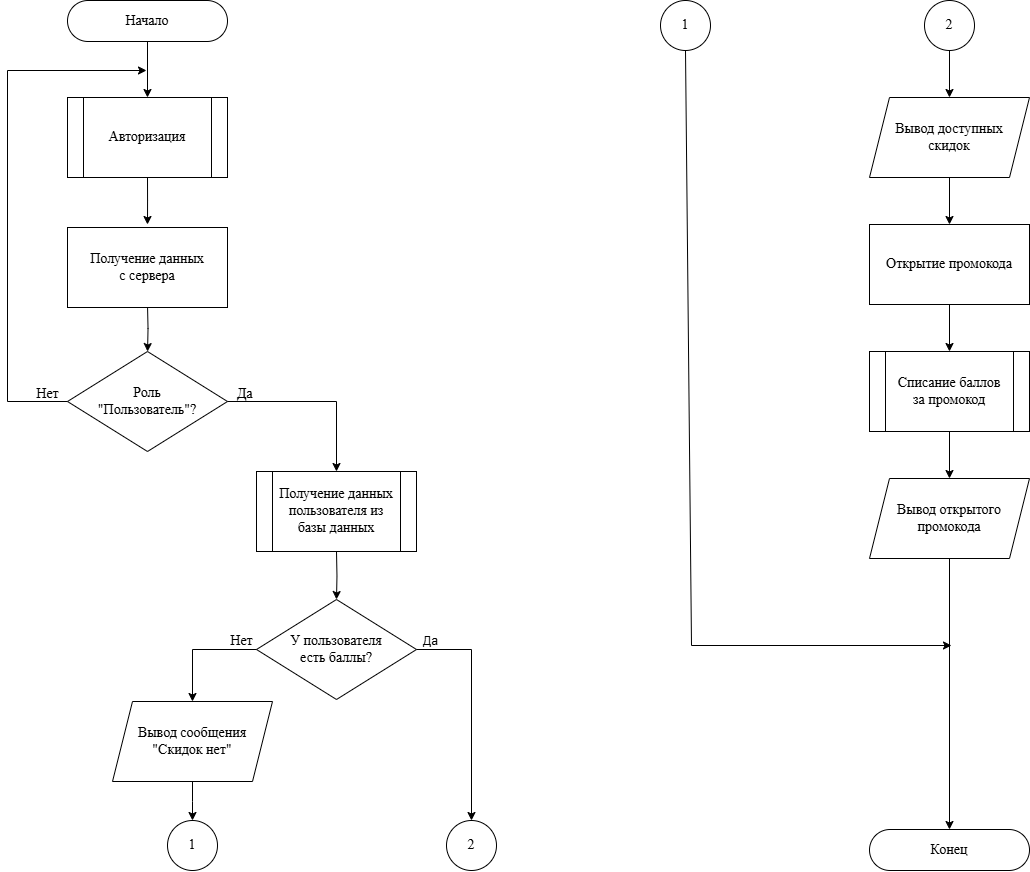 Начало
Авторизация
Получение данных
с сервера
Роль
"Пользователь"?
Нет
Да
Получение данных
пользователя из
базы данных
У пользователя
есть баллы?
Нет
Да
Вывод сообщения
"Скидок нет"
1
2
1
2
Вывод доступных
скидок
Открытие промокода
Списание баллов
за промокод
Вывод открытого
промокода
Конец